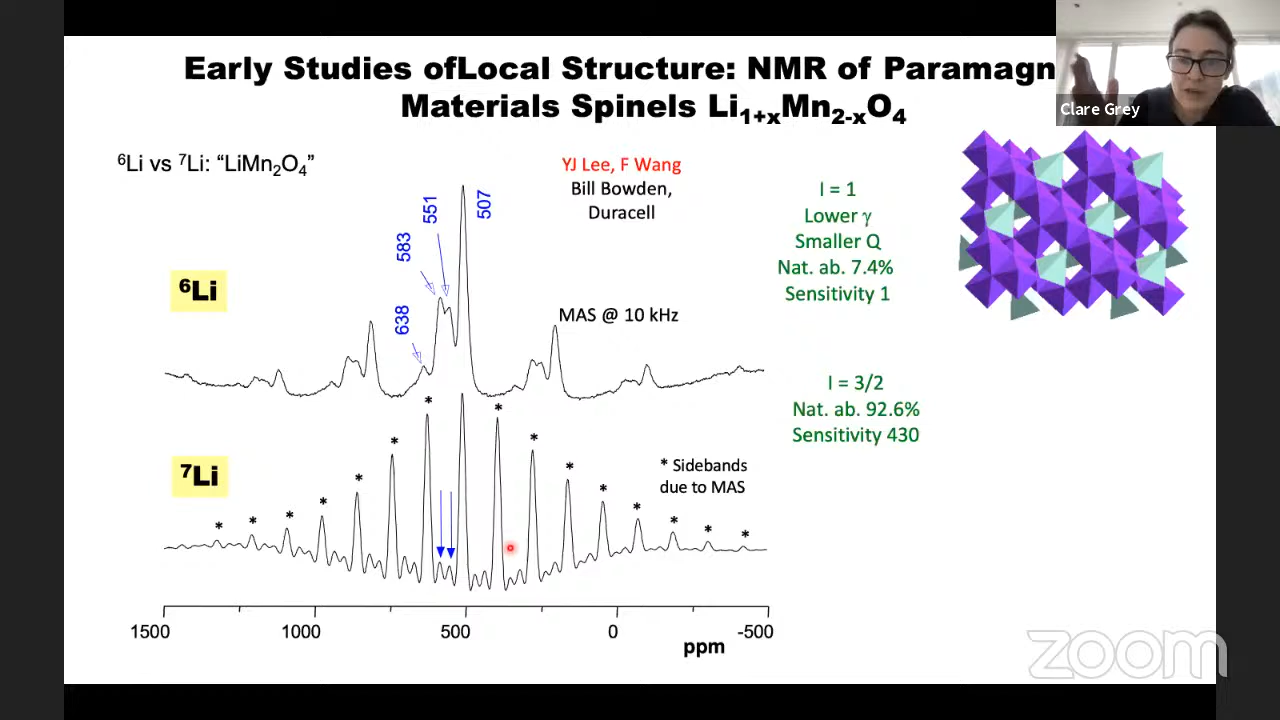 Early Studies ofLocal Structure: NMR of Paramagn
Materials Spinels Li₁₊ₓMn₂₋ₓO₄
Clare Grey
⁶Li vs ⁷Li: “LiMn₂O₄”
YJ Lee, F Wang
Bill Bowden,
Duracell
I = 1
Lower γ
Smaller Q
Nat. ab. 7.4%
Sensitivity 1
507
551
583
638
⁶Li
MAS @ 10 kHz
I = 3/2
Nat. ab. 92.6%
Sensitivity 430
⁷Li
* Sidebands
due to MAS
* * * * * * * * * * * * * * * *
1500 1000 500 0 -500
ppm
zoom